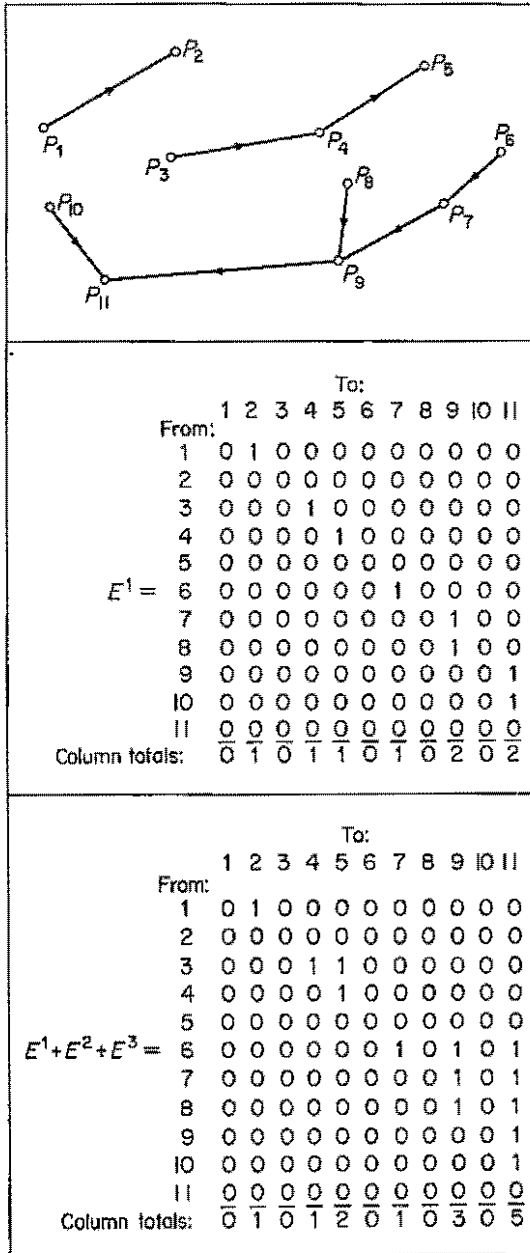 P2
P5
P1
P3
P4
P6
P8
P10
P7
P9
P11
To:
1 2 3 4 5 6 7 8 9 10 11
From:
1 0 1 0 0 0 0 0 0 0 0 0
2 0 0 0 0 0 0 0 0 0 0 0
3 0 0 0 1 0 0 0 0 0 0 0
4 0 0 0 0 1 0 0 0 0 0 0
5 0 0 0 0 0 0 0 0 0 0 0
E¹ = 6 0 0 0 0 0 0 1 0 0 0 0
7 0 0 0 0 0 0 0 0 1 0 0
8 0 0 0 0 0 0 0 0 1 0 0
9 0 0 0 0 0 0 0 0 0 0 1
10 0 0 0 0 0 0 0 0 0 0 1
11 0 0 0 0 0 0 0 0 0 0 0
Column totals: 0 1 0 1 1 0 1 0 2 0 2
To:
1 2 3 4 5 6 7 8 9 10 11
From:
1 0 1 0 0 0 0 0 0 0 0 0
2 0 0 0 0 0 0 0 0 0 0 0
3 0 0 0 1 1 0 0 0 0 0 0
4 0 0 0 0 1 0 0 0 0 0 0
5 0 0 0 0 0 0 0 0 0 0 0
E¹+E²+E³ = 6 0 0 0 0 0 0 1 0 1 0 1
7 0 0 0 0 0 0 0 0 1 0 1
8 0 0 0 0 0 0 0 0 1 0 1
9 0 0 0 0 0 0 0 0 0 0 1
10 0 0 0 0 0 0 0 0 0 0 1
11 0 0 0 0 0 0 0 0 0 0 0
Column totals: 0 1 0 1 2 0 1 0 3 0 5